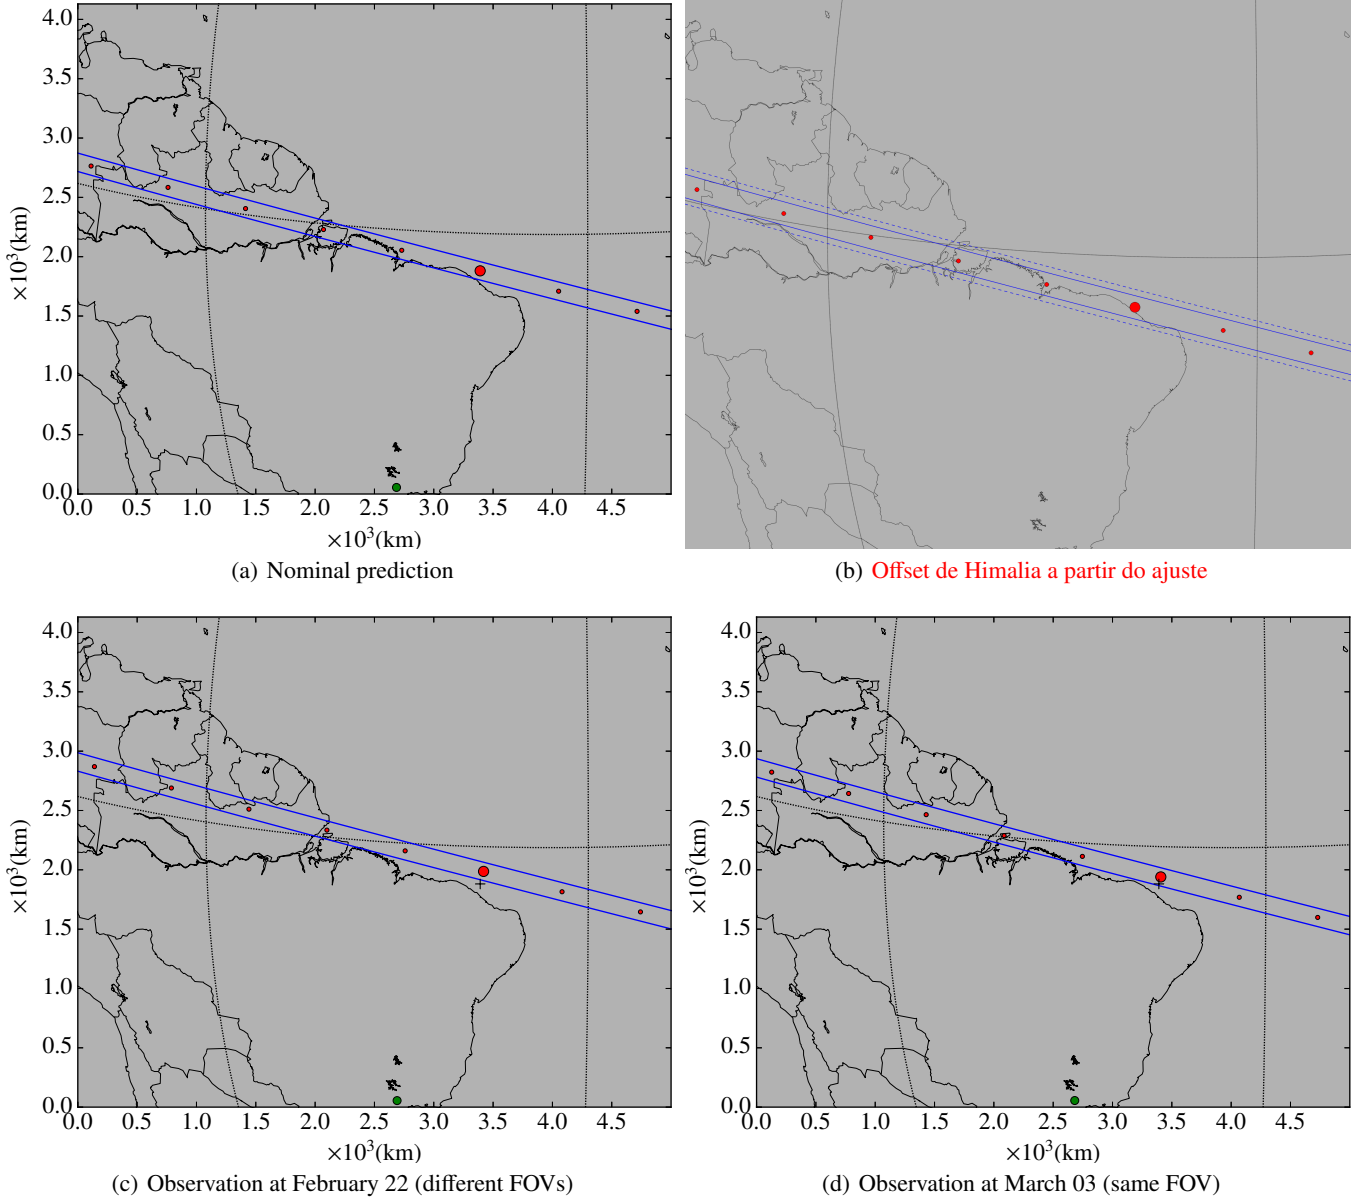 4.0
3.5
3.0
2.5
2.0
1.5
1.0
0.5
0.0
×10³(km)
0.0 0.5 1.0 1.5 2.0 2.5 3.0 3.5 4.0 4.5
×10³(km)
(a) Nominal prediction
(b) Offset de Himalia a partir do ajuste
4.0
3.5
3.0
2.5
2.0
1.5
1.0
0.5
0.0
×10³(km)
0.0 0.5 1.0 1.5 2.0 2.5 3.0 3.5 4.0 4.5
×10³(km)
(c) Observation at February 22 (different FOVs)
4.0
3.5
3.0
2.5
2.0
1.5
1.0
0.5
0.0
×10³(km)
0.0 0.5 1.0 1.5 2.0 2.5 3.0 3.5 4.0 4.5
×10³(km)
(d) Observation at March 03 (same FOV)